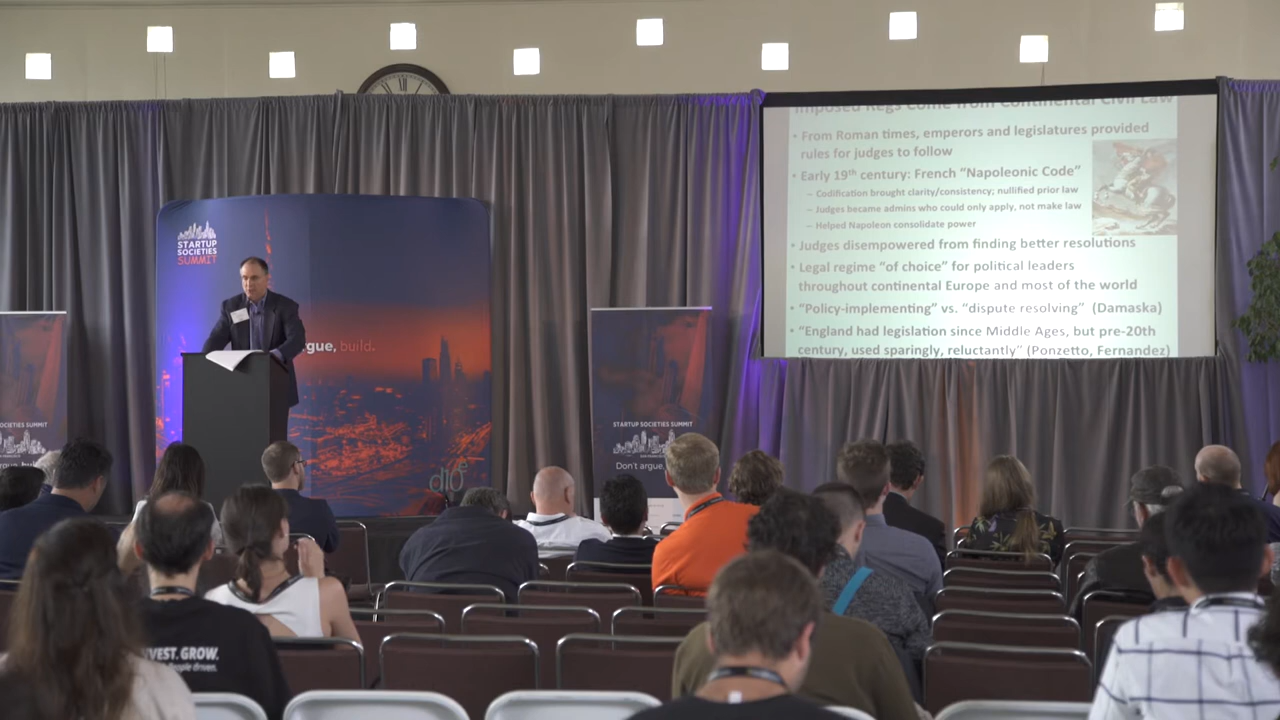 Imposed Regs Come from Continental Civil Law
• From Roman times, emperors and legislatures provided
rules for judges to follow
• Early 19th century: French “Napoleonic Code”
– Codification brought clarity/consistency; nullified prior law
– Judges became admins who could only apply, not make law
– Helped Napoleon consolidate power
• Judges disempowered from finding better resolutions
• Legal regime “of choice” for political leaders
throughout continental Europe and most of the world
• “Policy-implementing” vs. “dispute resolving” (Damaska)
• “England had legislation since Middle Ages, but pre-20th
century, used sparingly, reluctantly” (Ponzetto, Fernandez)
STARTUP
SOCIETIES
SUMMIT
gue, build.
STARTUP SOCIETIES SUMMIT
Don't argue,
SOCIETIES SUMMIT
VEST. GROW.
people driven.